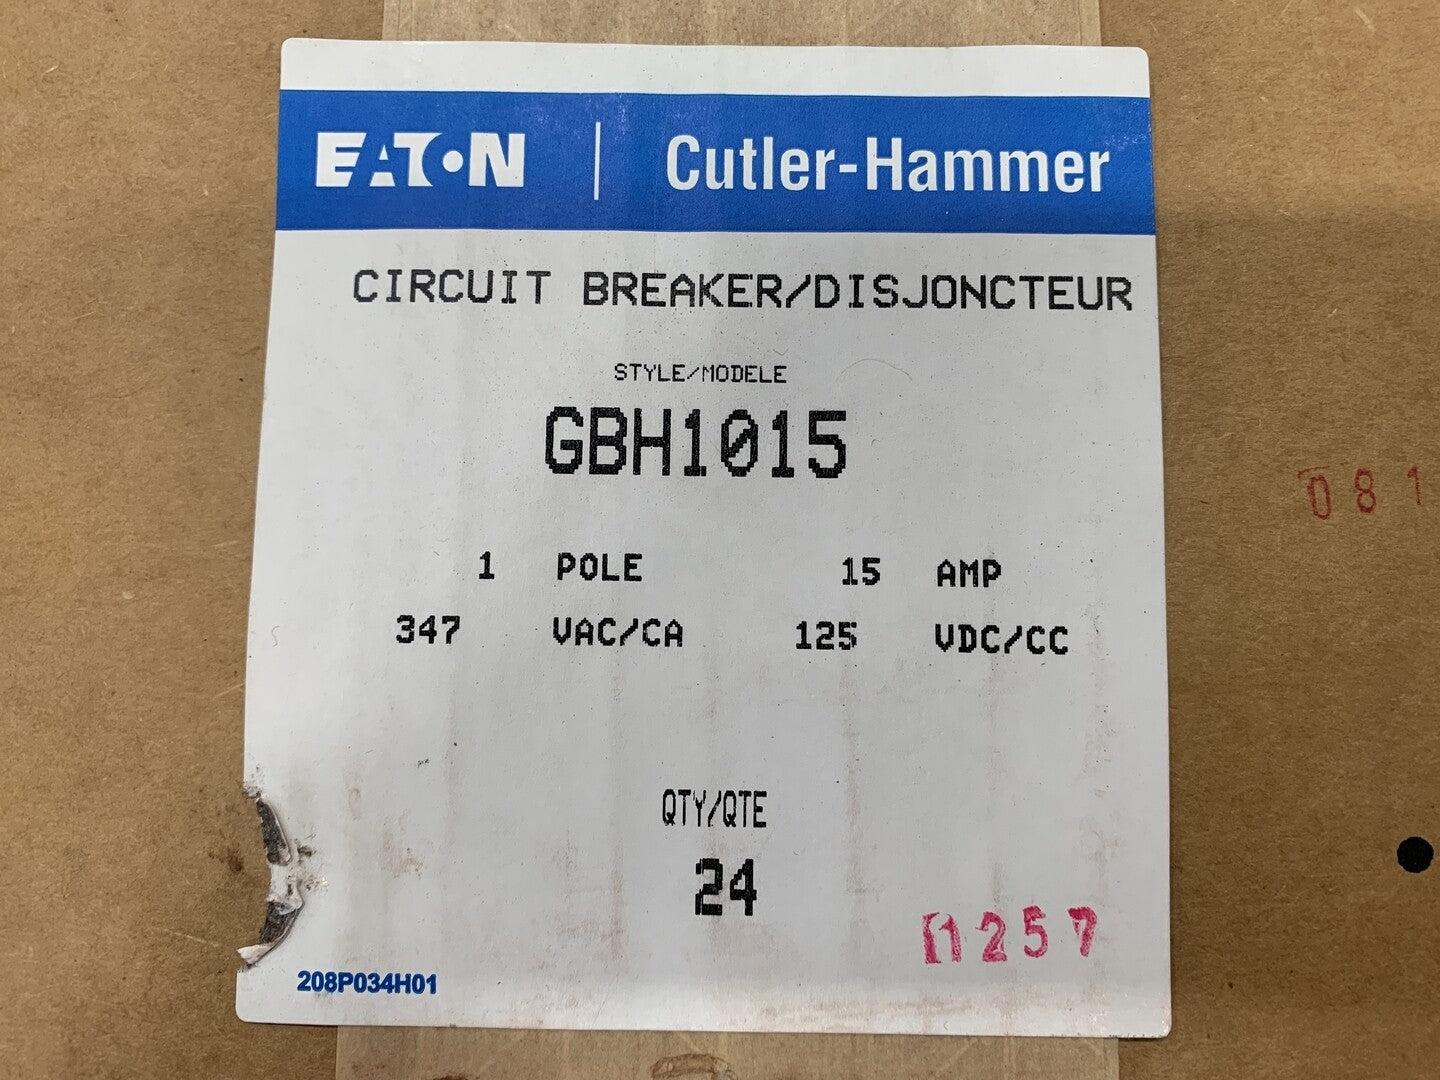 EATON | Cutler-Hammer
CIRCUIT BREAKER/DISJONCTEUR
STYLE/MODELE
GBH1015
1 POLE 15 AMP
347 VAC/CA 125 VDC/CC
081
QTY/QTE
24
1257
208P034H01